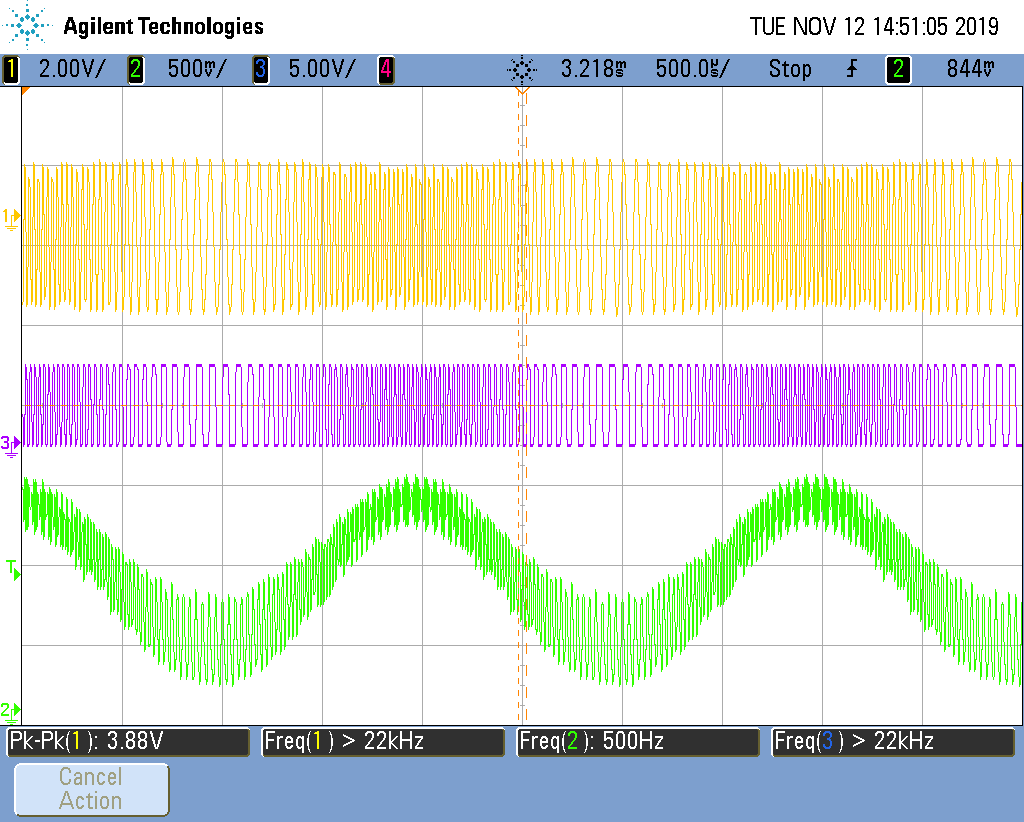 Agilent Technologies
TUE NOV 12 14:51:05 2019
1 2.00V/ 2 500mV/ 3 5.00V/ 4 3.218ms 500.0us/ Stop 2 844mV
1
3
T
2
Pk-Pk(1): 3.88V Freq(1) > 22kHz Freq(2): 500Hz Freq(3) > 22kHz
Cancel
Action